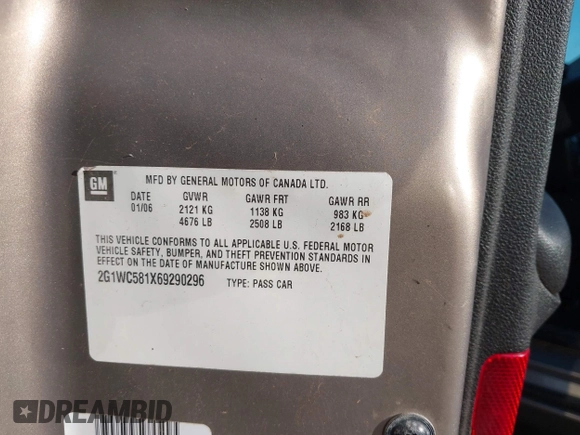 GM
MFD BY GENERAL MOTORS OF CANADA LTD.
DATE GVWR GAWR FRT GAWR RR
01/06 2121 KG 1138 KG 983 KG
4676 LB 2508 LB 2168 LB
THIS VEHICLE CONFORMS TO ALL APPLICABLE U.S. FEDERAL MOTOR
VEHICLE SAFETY, BUMPER, AND THEFT PREVENTION STANDARDS IN
EFFECT ON THE DATE OF MANUFACTURE SHOWN ABOVE.
2G1WC581X69290296 TYPE: PASS CAR
DREAMBID